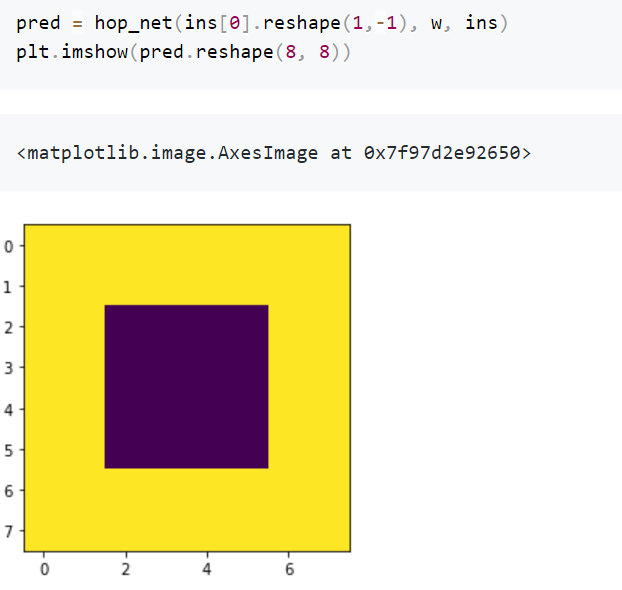 pred = hop_net(ins[0].reshape(1,-1), w, ins)
plt.imshow(pred.reshape(8, 8))
<matplotlib.image.AxesImage at 0x7f97d2e92650>
0
1
2
3
4
5
6
7
0 2 4 6